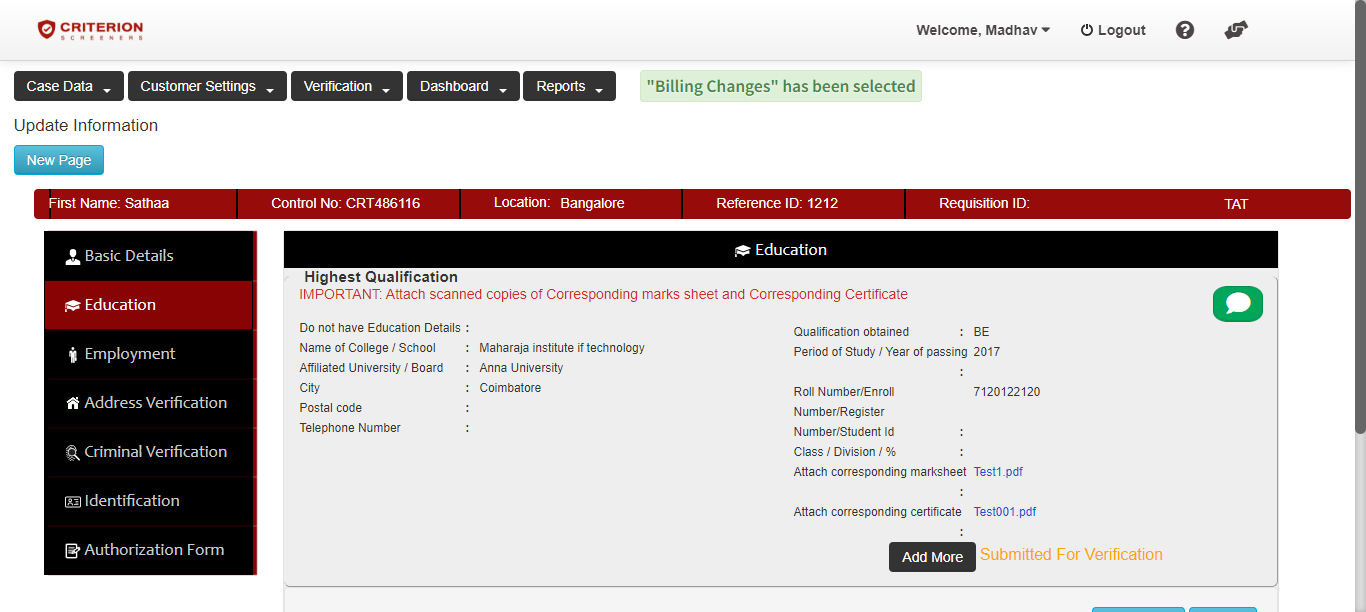 CRITERION
SCREENERS
Welcome, Madhav
Logout
Case Data
Customer Settings
Verification
Dashboard
Reports
"Billing Changes" has been selected
Update Information
New Page
First Name: Sathaa
Control No: CRT486116
Location: Bangalore
Reference ID: 1212
Requisition ID:
TAT
Basic Details
Education
Employment
Address Verification
Criminal Verification
Identification
Authorization Form
Education
Highest Qualification
IMPORTANT: Attach scanned copies of Corresponding marks sheet and Corresponding Certificate
Do not have Education Details :
Name of College / School : Maharaja institute if technology
Affiliated University / Board : Anna University
City : Coimbatore
Postal code :
Telephone Number :
Qualification obtained : BE
Period of Study / Year of passing 2017
:
Roll Number/Enroll 7120122120
Number/Register
Number/Student Id :
Class / Division / % :
Attach corresponding marksheet Test1.pdf
:
Attach corresponding certificate Test001.pdf
:
Add More Submitted For Verification